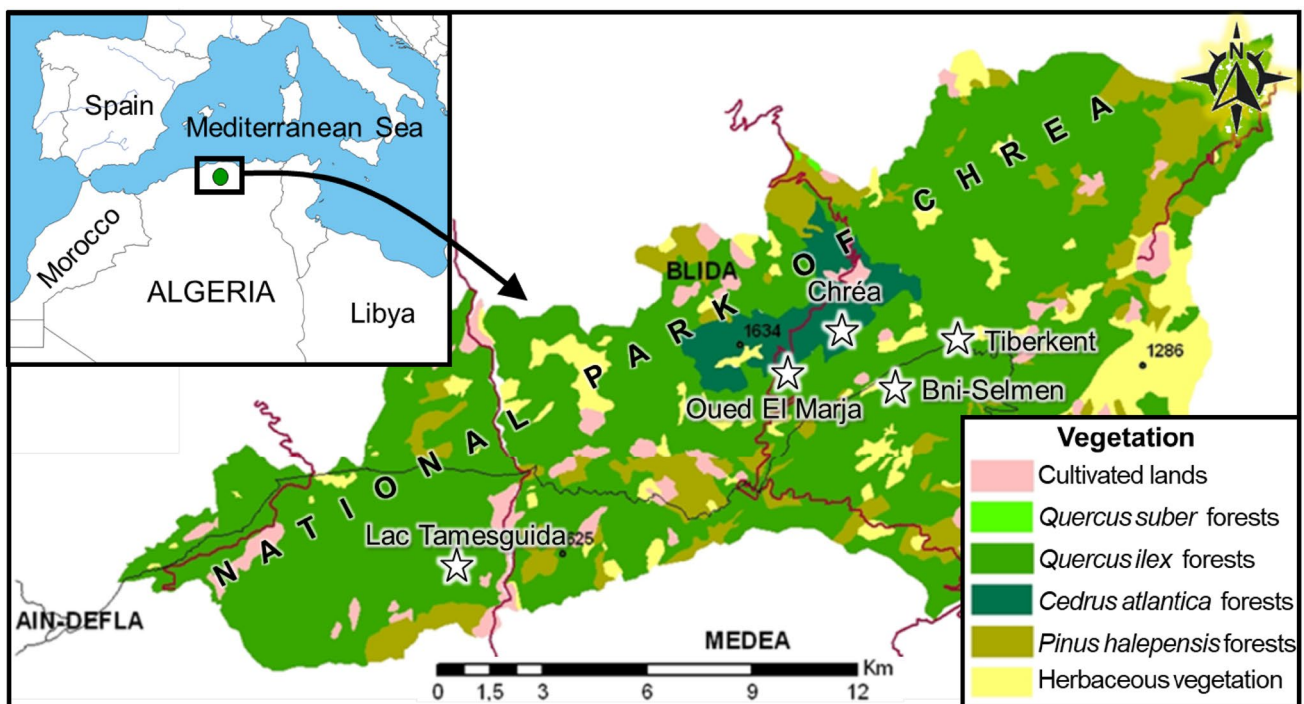 Spain
Mediterranean Sea
Morocco
ALGERIA
Libya
N
NATIONAL PARK OF CHREA
BLIDA
Chréa
1634
Tiberkent
1286
Oued El Marja
Bni-Selmen
Lac Tamesguida
525
AIN-DEFLA
MEDEA
Km
0 1,5 3 6 9 12
Vegetation
Cultivated lands
Quercus suber forests
Quercus ilex forests
Cedrus atlantica forests
Pinus halepensis forests
Herbaceous vegetation